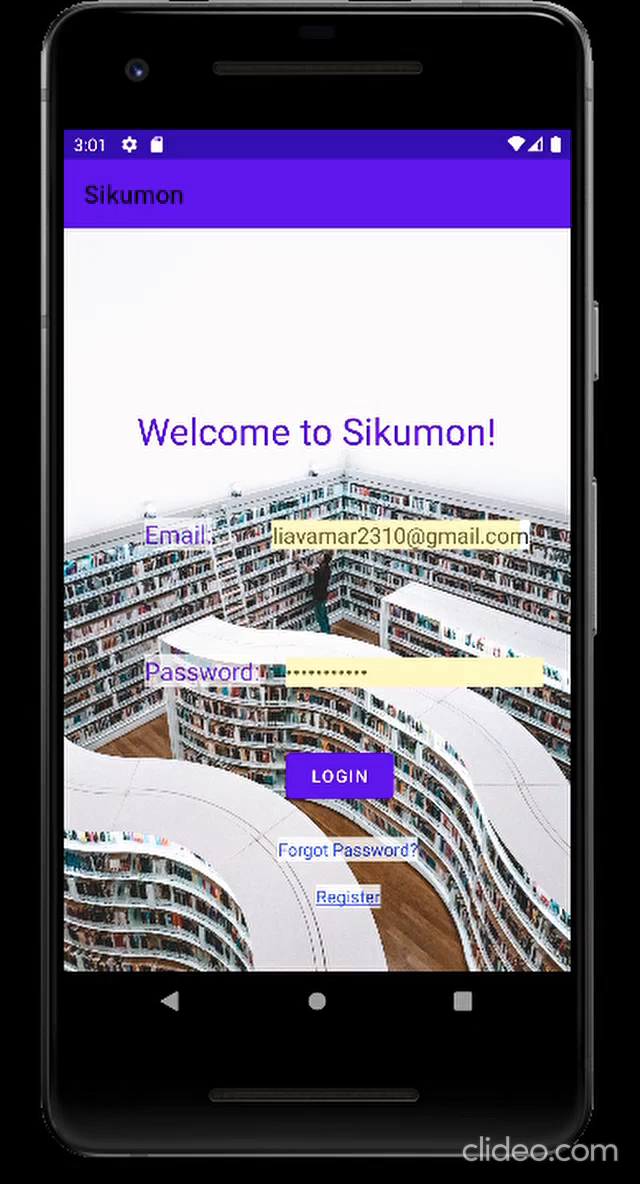 3:01
Sikumon
Welcome to Sikumon!
Email:
liavamar2310@gmail.com
Password:
•••••••••••
LOGIN
Forgot Password?
Register
clideo.com